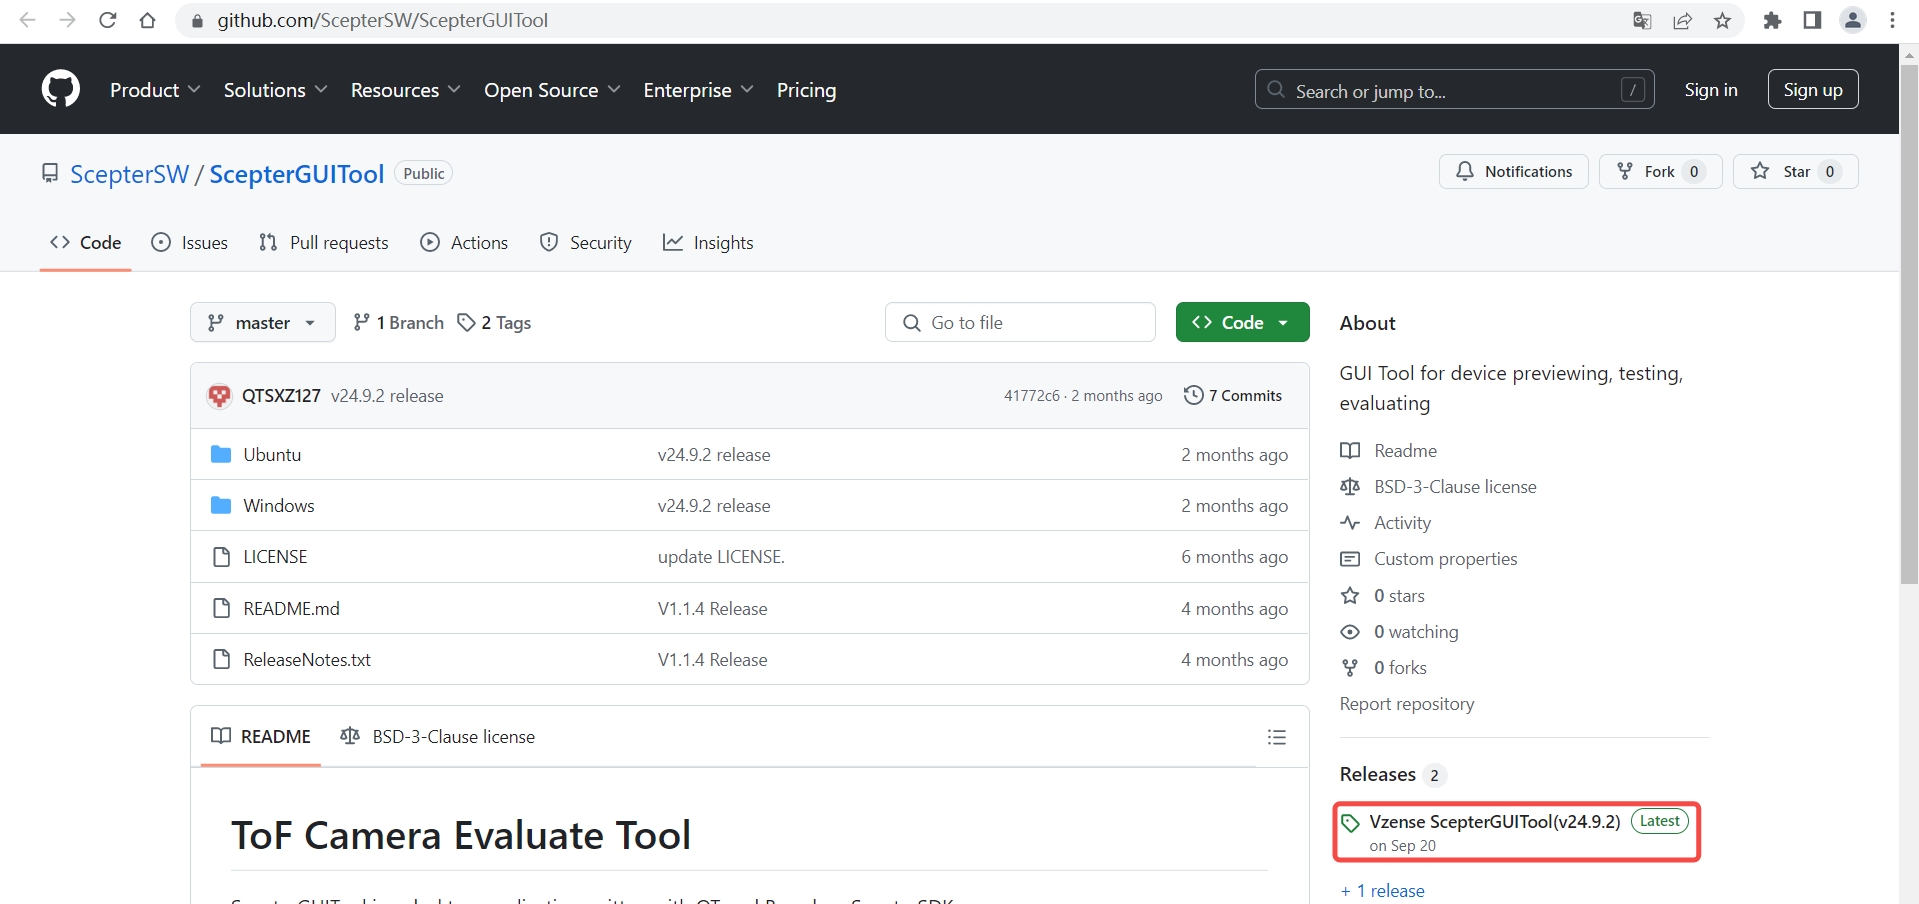 github.com/ScepterSW/ScepterGUITool
Product Solutions Resources Open Source Enterprise Pricing Search or jump to... / Sign in Sign up
ScepterSW / ScepterGUITool Public Notifications Fork 0 Star 0
Code Issues Pull requests Actions Security Insights
master 1 Branch 2 Tags Go to file Code
QTSXZ127 v24.9.2 release 41772c6 · 2 months ago 7 Commits
Ubuntu v24.9.2 release 2 months ago
Windows v24.9.2 release 2 months ago
LICENSE update LICENSE. 6 months ago
README.md V1.1.4 Release 4 months ago
ReleaseNotes.txt V1.1.4 Release 4 months ago
README BSD-3-Clause license
ToF Camera Evaluate Tool
About
GUI Tool for device previewing, testing,
evaluating
Readme
BSD-3-Clause license
Activity
Custom properties
0 stars
0 watching
0 forks
Report repository
Releases 2
Vzense ScepterGUITool(v24.9.2) Latest
on Sep 20
+ 1 release